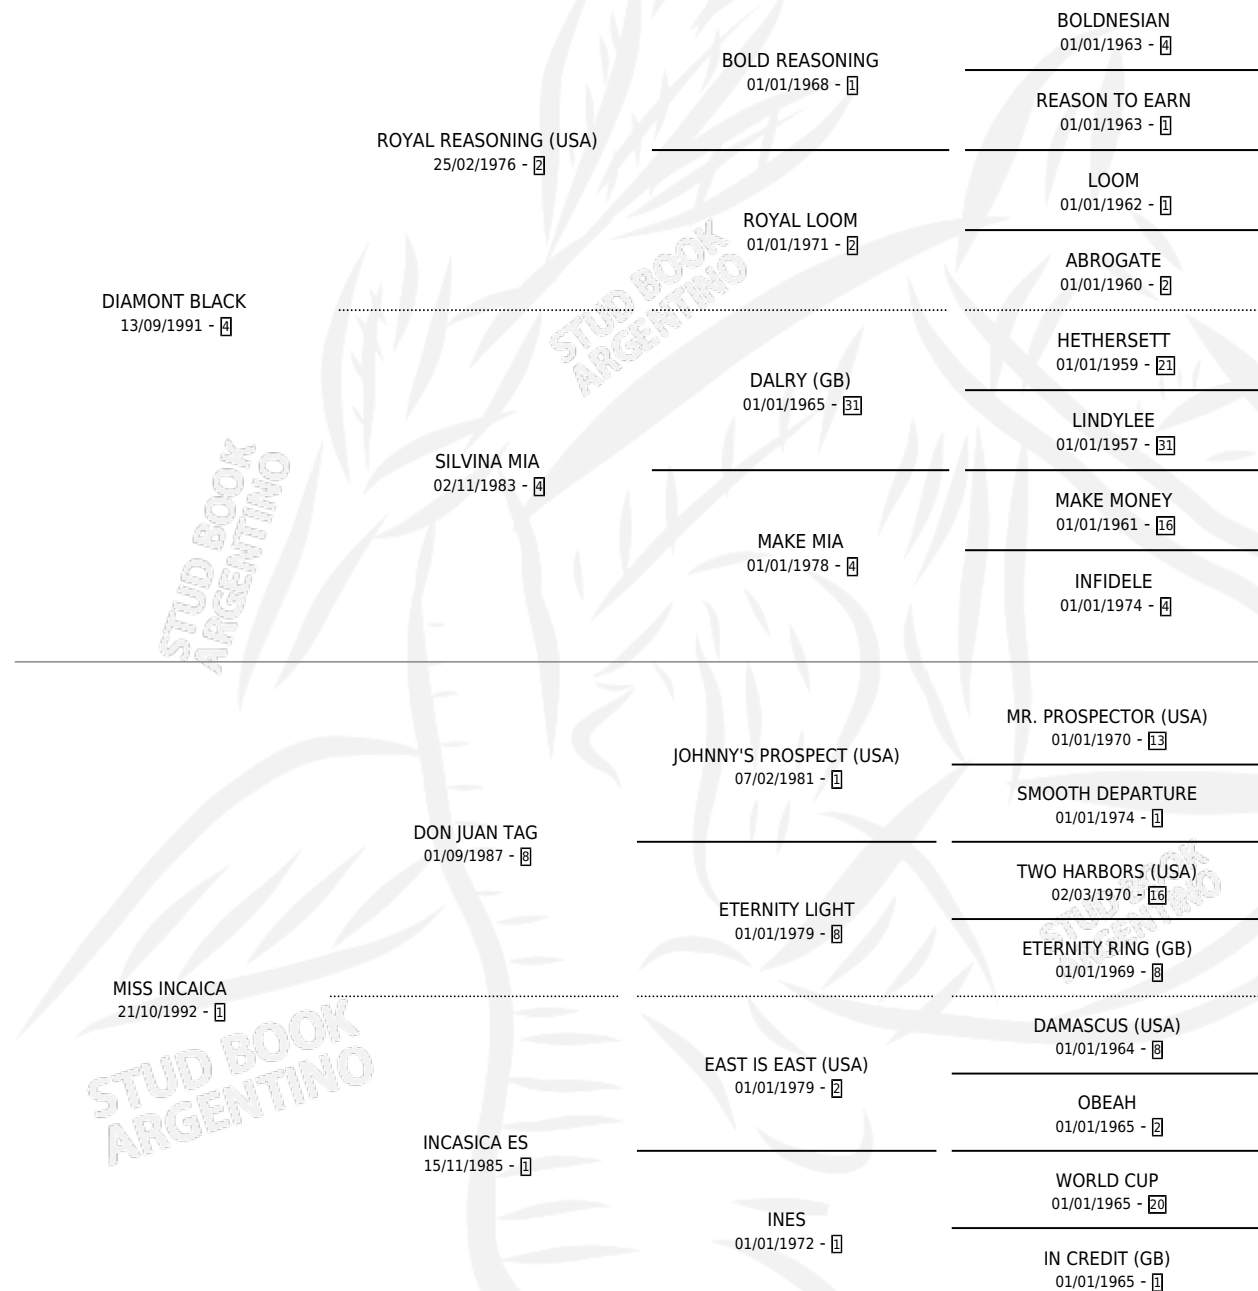 BOLDNESIAN
01/01/1963 - 4
BOLD REASONING
01/01/1968 - 1
REASON TO EARN
01/01/1963 - 1
ROYAL REASONING (USA)
25/02/1976 - 2
LOOM
01/01/1962 - 1
ROYAL LOOM
01/01/1971 - 2
ABROGATE
01/01/1960 - 2
DIAMONT BLACK
13/09/1991 - 4
HETHERSETT
01/01/1959 - 21
DALRY (GB)
01/01/1965 - 31
LINDYLEE
01/01/1957 - 31
SILVINA MIA
02/11/1983 - 4
MAKE MONEY
01/01/1961 - 16
MAKE MIA
01/01/1978 - 4
INFIDELE
01/01/1974 - 4
MR. PROSPECTOR (USA)
01/01/1970 - 13
JOHNNY'S PROSPECT (USA)
07/02/1981 - 1
SMOOTH DEPARTURE
01/01/1974 - 1
DON JUAN TAG
01/09/1987 - 8
TWO HARBORS (USA)
02/03/1970 - 16
ETERNITY LIGHT
01/01/1979 - 8
ETERNITY RING (GB)
01/01/1969 - 8
MISS INCAICA
21/10/1992 - 1
DAMASCUS (USA)
01/01/1964 - 8
EAST IS EAST (USA)
01/01/1979 - 2
OBEAH
01/01/1965 - 2
INCASICA ES
15/11/1985 - 1
WORLD CUP
01/01/1965 - 20
INES
01/01/1972 - 1
IN CREDIT (GB)
01/01/1965 - 1
STUD BOOK
ARGENTINO
STUD BOOK
ARGENTINO
STUD BOOK
ARGENTINO
STUD BOOK
ARGENTINO